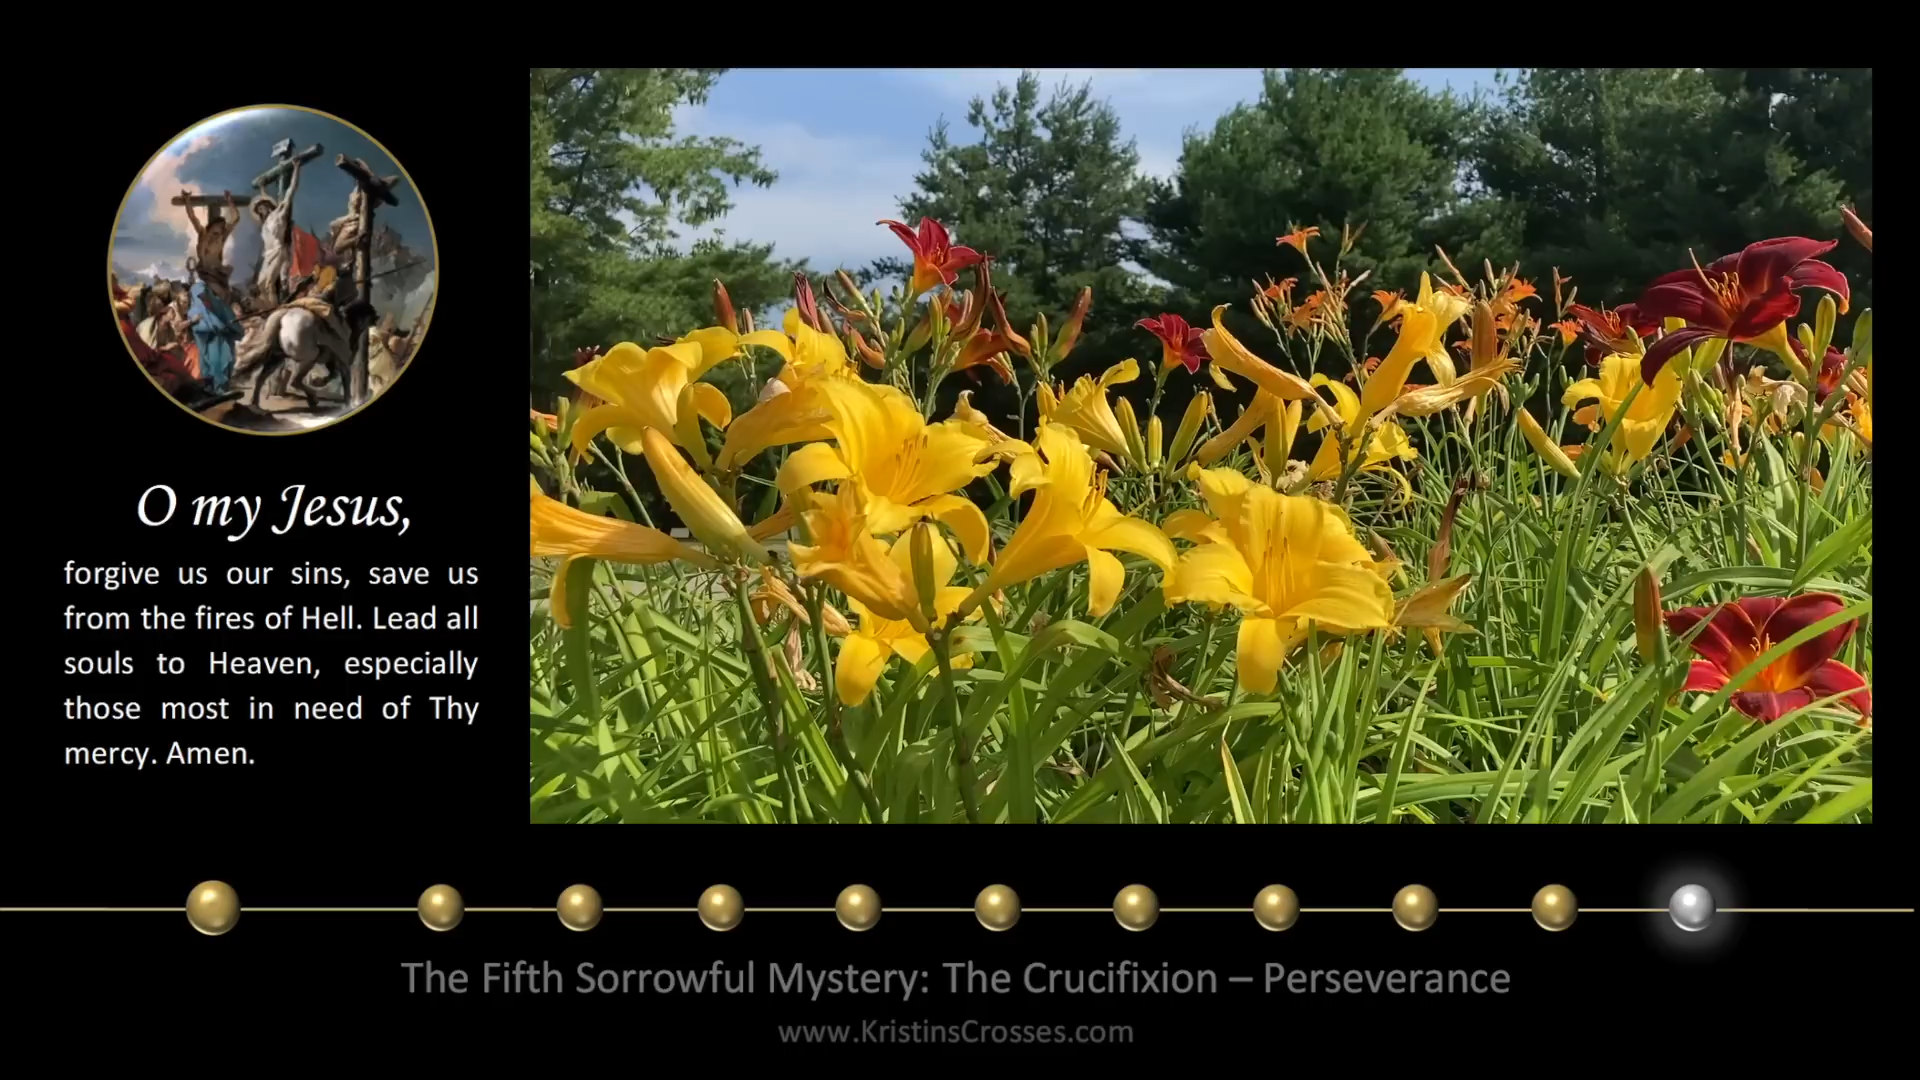 O my Jesus,
forgive us our sins, save us
from the fires of Hell. Lead all
souls to Heaven, especially
those most in need of Thy
mercy. Amen.
The Fifth Sorrowful Mystery: The Crucifixion – Perseverance
www.KristinsCrosses.com